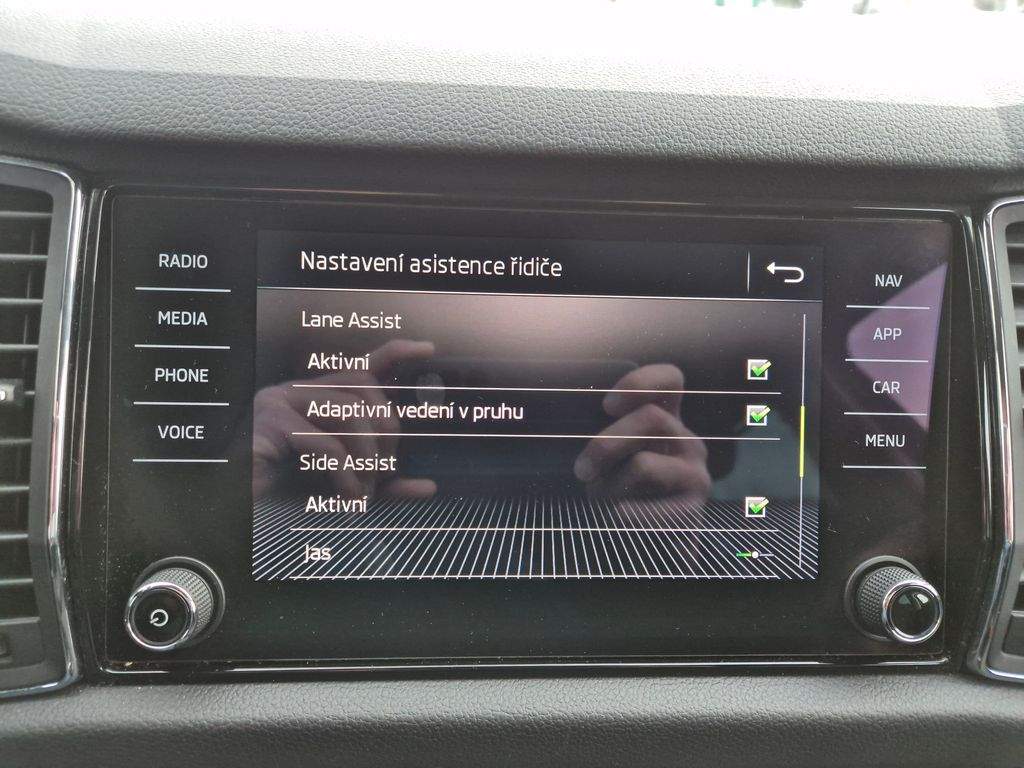 RADIO
MEDIA
PHONE
VOICE
Nastavení asistence řidiče
Lane Assist
Aktivní
Adaptivní vedení v pruhu
Side Assist
Aktivní
Jas
NAV
APP
CAR
MENU